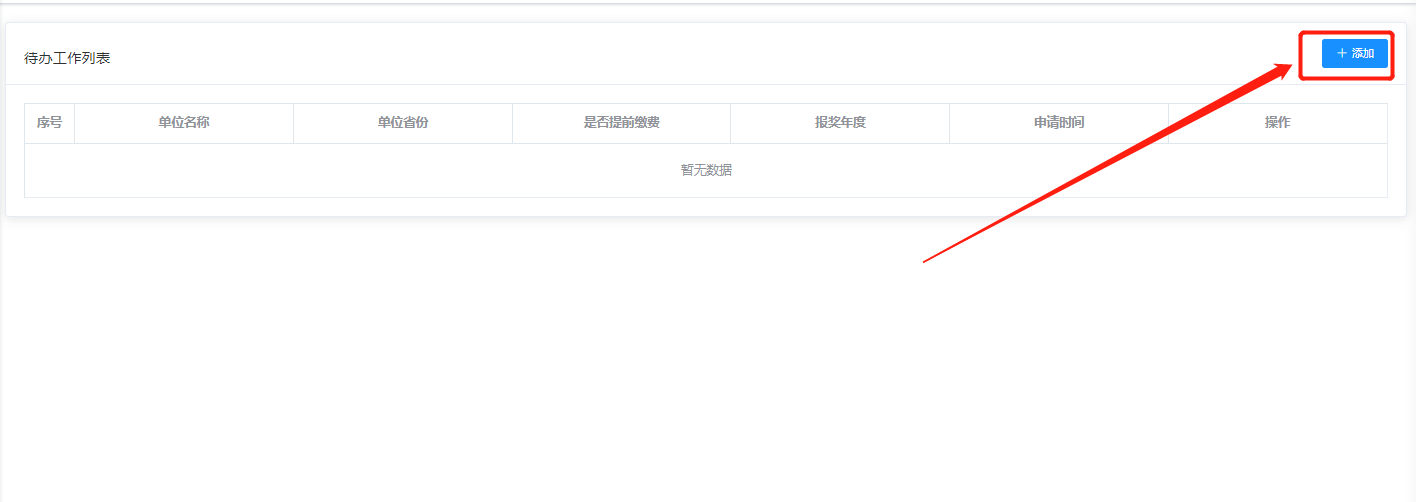 待办工作列表
＋ 添加
序号 单位名称 单位省份 是否提前缴费 报奖年度 申请时间 操作
暂无数据